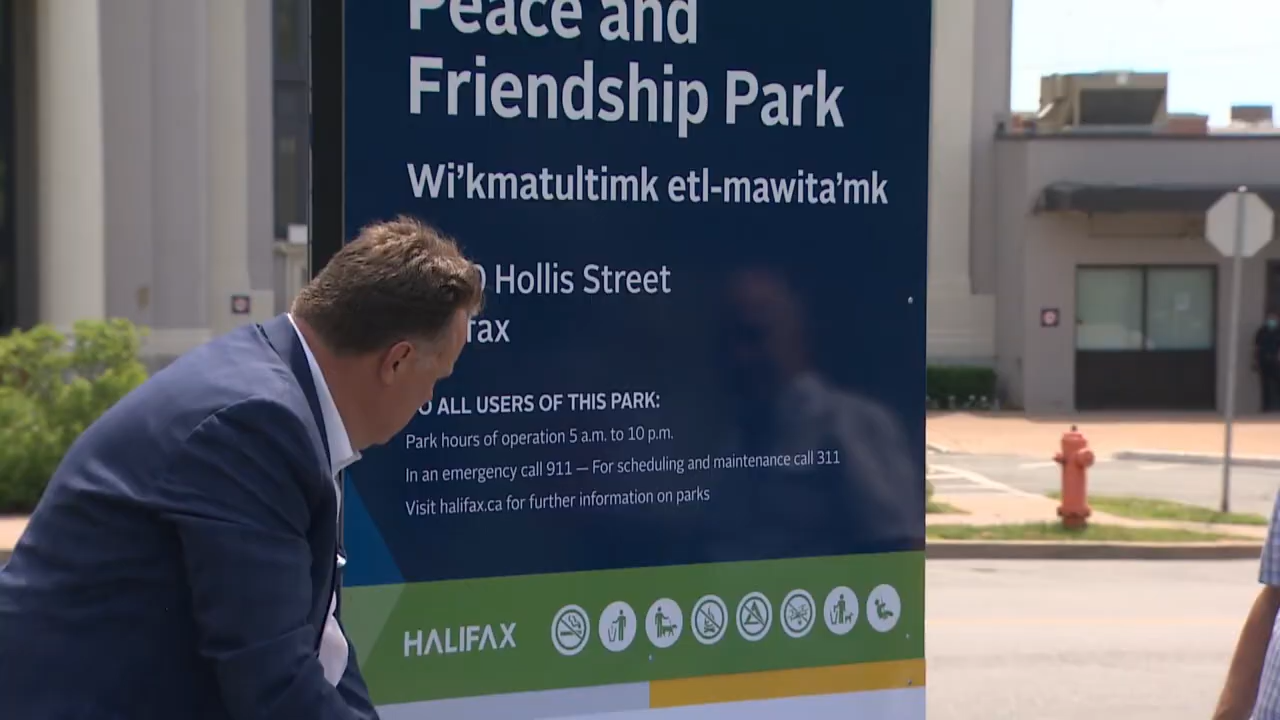 Peace and
Friendship Park
Wi'kmatultimk etl-mawita'mk
Hollis Street
ALL USERS OF THIS PARK:
Park hours of operation 5 a.m. to 10 p.m.
In an emergency call 911 — For scheduling and maintenance call 311
Visit halifax.ca for further information on parks
HALIFAX